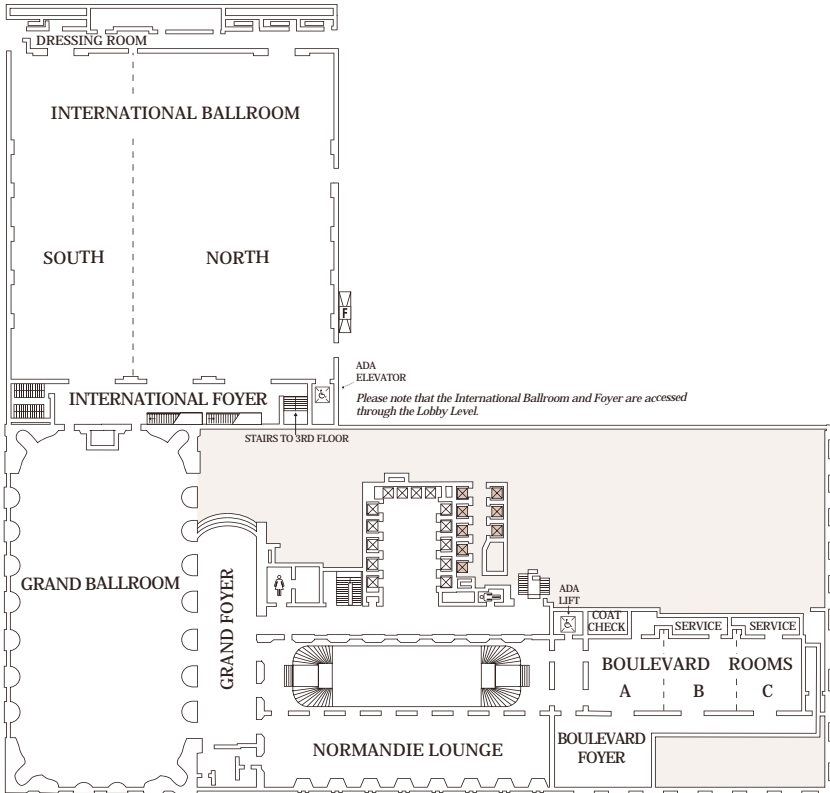 DRESSING ROOM
INTERNATIONAL BALLROOM
SOUTH
NORTH
F
ADA
ELEVATOR
INTERNATIONAL FOYER
Please note that the International Ballroom and Foyer are accessed
through the Lobby Level.
STAIRS TO 3RD FLOOR
GRAND BALLROOM
GRAND FOYER
ADA
LIFT
COAT
CHECK
SERVICE
SERVICE
BOULEVARD ROOMS
A
B
C
NORMANDIE LOUNGE
BOULEVARD
FOYER